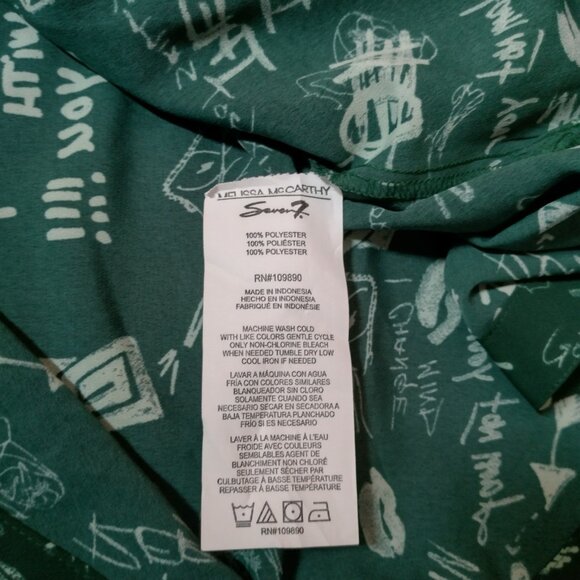 MELISSA McCARTHY
Seven7.
100% POLYESTER
100% POLIÉSTER
100% POLYESTER
RN#109890
MADE IN INDONESIA
HECHO EN INDONESIA
FABRIQUÉ EN INDONÉSIE
MACHINE WASH COLD
WITH LIKE COLORS GENTLE CYCLE
ONLY NON-CHLORINE BLEACH
WHEN NEEDED TUMBLE DRY LOW
COOL IRON IF NEEDED
LAVAR A MÁQUINA CON AGUA
FRÍA CON COLORES SIMILARES
BLANQUEADOR SIN CLORO
SOLAMENTE CUANDO SEA
NECESARIO SECAR EN SECADORA A
BAJA TEMPERATURA PLANCHADO
FRÍO SI ES NECESARIO
LAVER À LA MACHINE À L'EAU
FROIDE AVEC COULEURS
SEMBLABLES AGENT DE
BLANCHIMENT NON CHLORÉ
SEULEMENT SÉCHER PAR
CULBUTAGE À BASSE TEMPÉRATURE
REPASSER À BASSE TEMPÉRATURE
RN#109890
I CHANGE
MIND